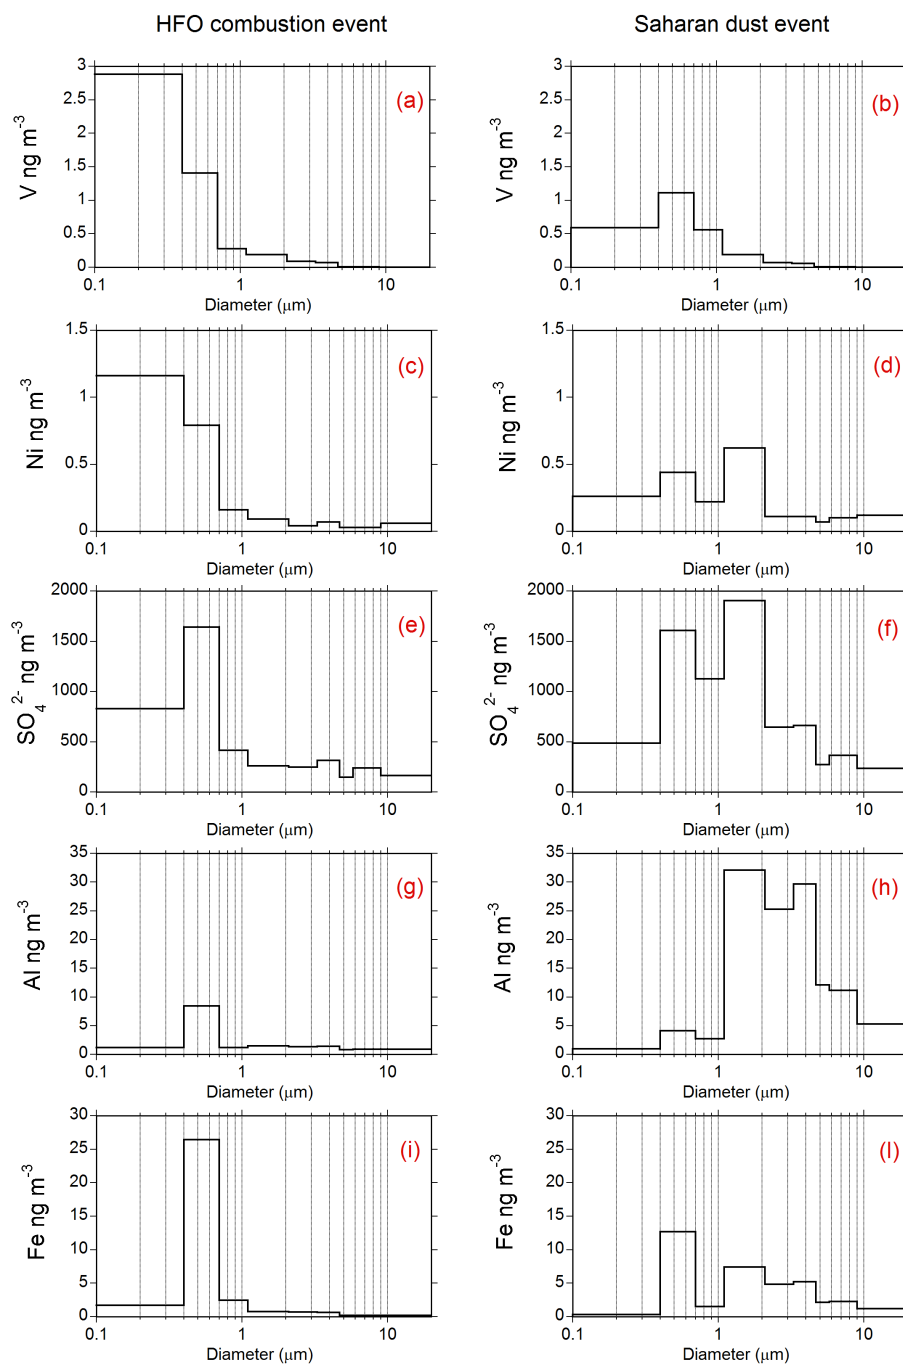 HFO combustion event
Saharan dust event
V ng m-3
3
2.5
2
1.5
1
0.5
0
(a)
0.1 1 10
Diameter (μm)
V ng m-3
3
2.5
2
1.5
1
0.5
0
(b)
0.1 1 10
Diameter (μm)
Ni ng m-3
1.5
1
0.5
0
(c)
0.1 1 10
Diameter (μm)
Ni ng m-3
1.5
1
0.5
0
(d)
0.1 1 10
Diameter (μm)
SO4 2- ng m-3
2000
1500
1000
500
0
(e)
0.1 1 10
Diameter (μm)
SO4 2- ng m-3
2000
1500
1000
500
0
(f)
0.1 1 10
Diameter (μm)
Al ng m-3
35
30
25
20
15
10
5
0
(g)
0.1 1 10
Diameter (μm)
Al ng m-3
35
30
25
20
15
10
5
0
(h)
0.1 1 10
Diameter (μm)
Fe ng m-3
30
25
20
15
10
5
0
(i)
0.1 1 10
Diameter (μm)
Fe ng m-3
30
25
20
15
10
5
0
(l)
0.1 1 10
Diameter (μm)